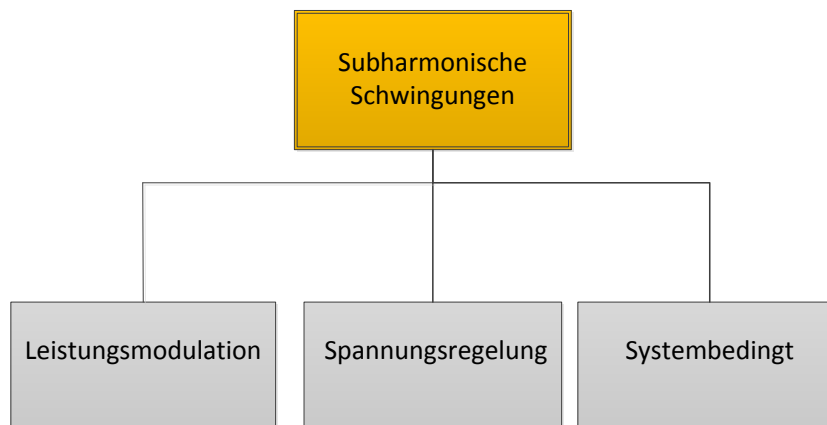 Subharmonische
Schwingungen
Leistungsmodulation
Spannungsregelung
Systembedingt